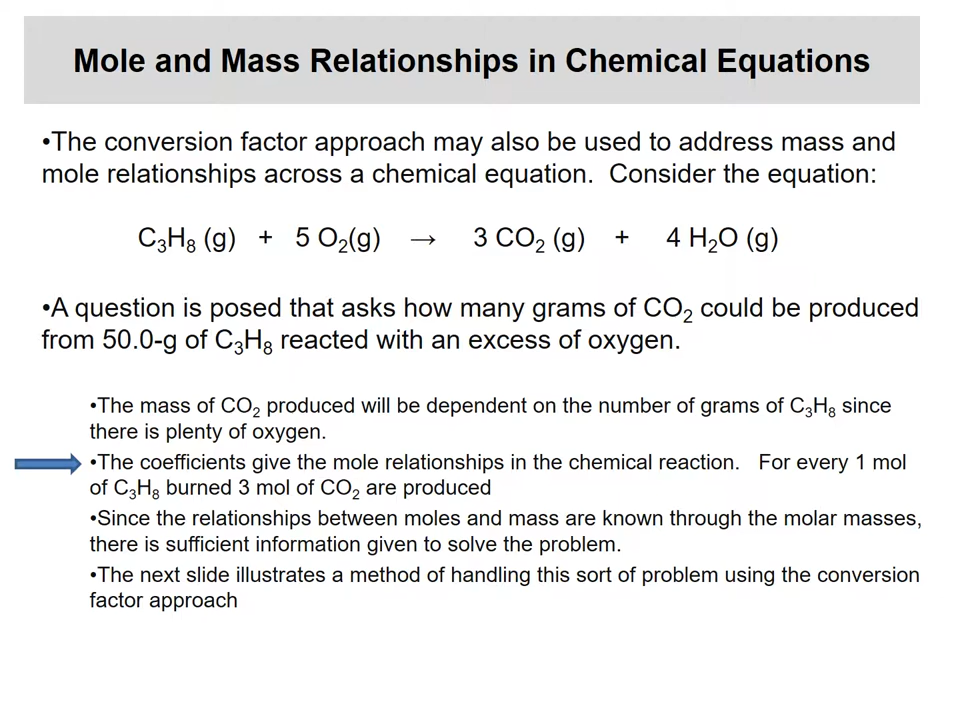 Mole and Mass Relationships in Chemical Equations
•The conversion factor approach may also be used to address mass and
mole relationships across a chemical equation. Consider the equation:
C₃H₈ (g) + 5 O₂(g) → 3 CO₂ (g) + 4 H₂O (g)
•A question is posed that asks how many grams of CO₂ could be produced
from 50.0-g of C₃H₈ reacted with an excess of oxygen.
•The mass of CO₂ produced will be dependent on the number of grams of C₃H₈ since
there is plenty of oxygen.
•The coefficients give the mole relationships in the chemical reaction. For every 1 mol
of C₃H₈ burned 3 mol of CO₂ are produced
•Since the relationships between moles and mass are known through the molar masses,
there is sufficient information given to solve the problem.
•The next slide illustrates a method of handling this sort of problem using the conversion
factor approach